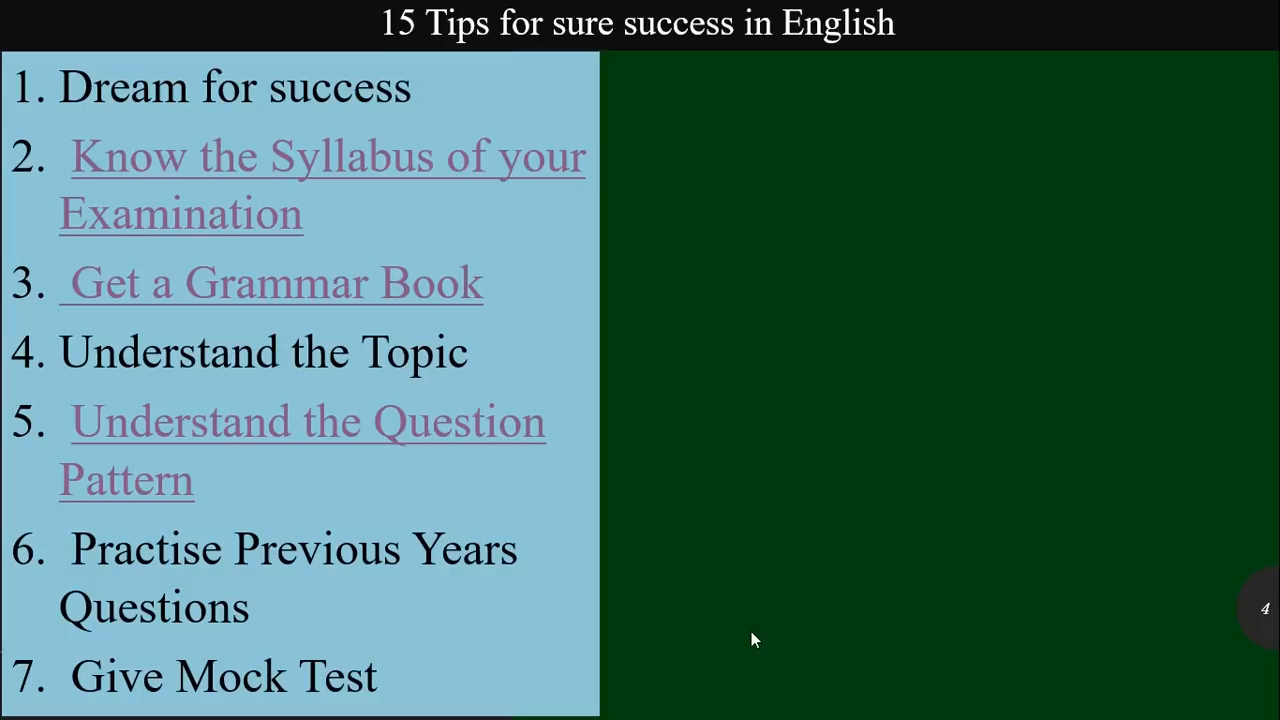 15 Tips for sure success in English
1. Dream for success
2. Know the Syllabus of your
Examination
3. Get a Grammar Book
4. Understand the Topic
5. Understand the Question
Pattern
6. Practise Previous Years
Questions
7. Give Mock Test
4